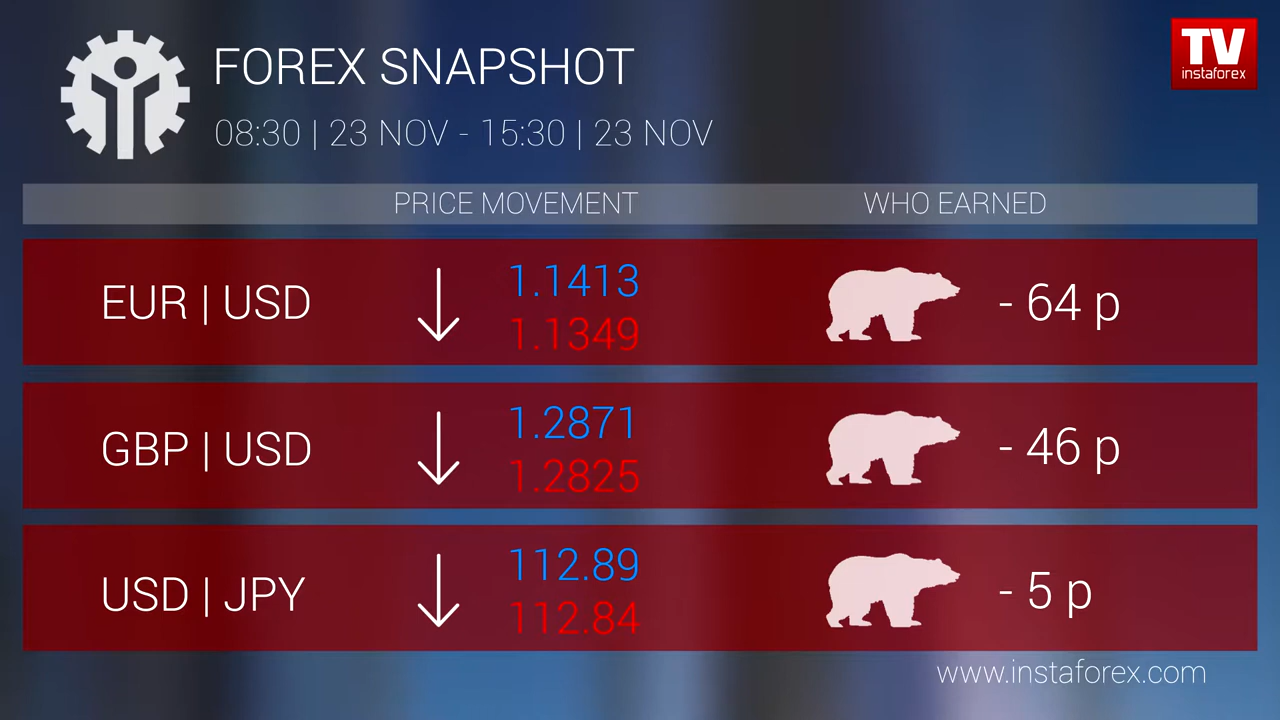 FOREX SNAPSHOT
08:30 | 23 NOV - 15:30 | 23 NOV
TV
instaforex
PRICE MOVEMENT WHO EARNED
EUR | USD 1.1413 - 64 p
1.1349
GBP | USD 1.2871 - 46 p
1.2825
USD | JPY 112.89 - 5 p
112.84
www.instaforex.com